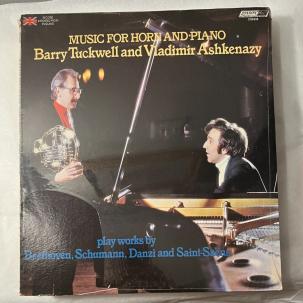 MUSIC FOR HORN AND PIANO
Barry Tuckwell and Vladimir Ashkenazy
play works by
Beethoven, Schumann, Danzi and Saint-Saëns